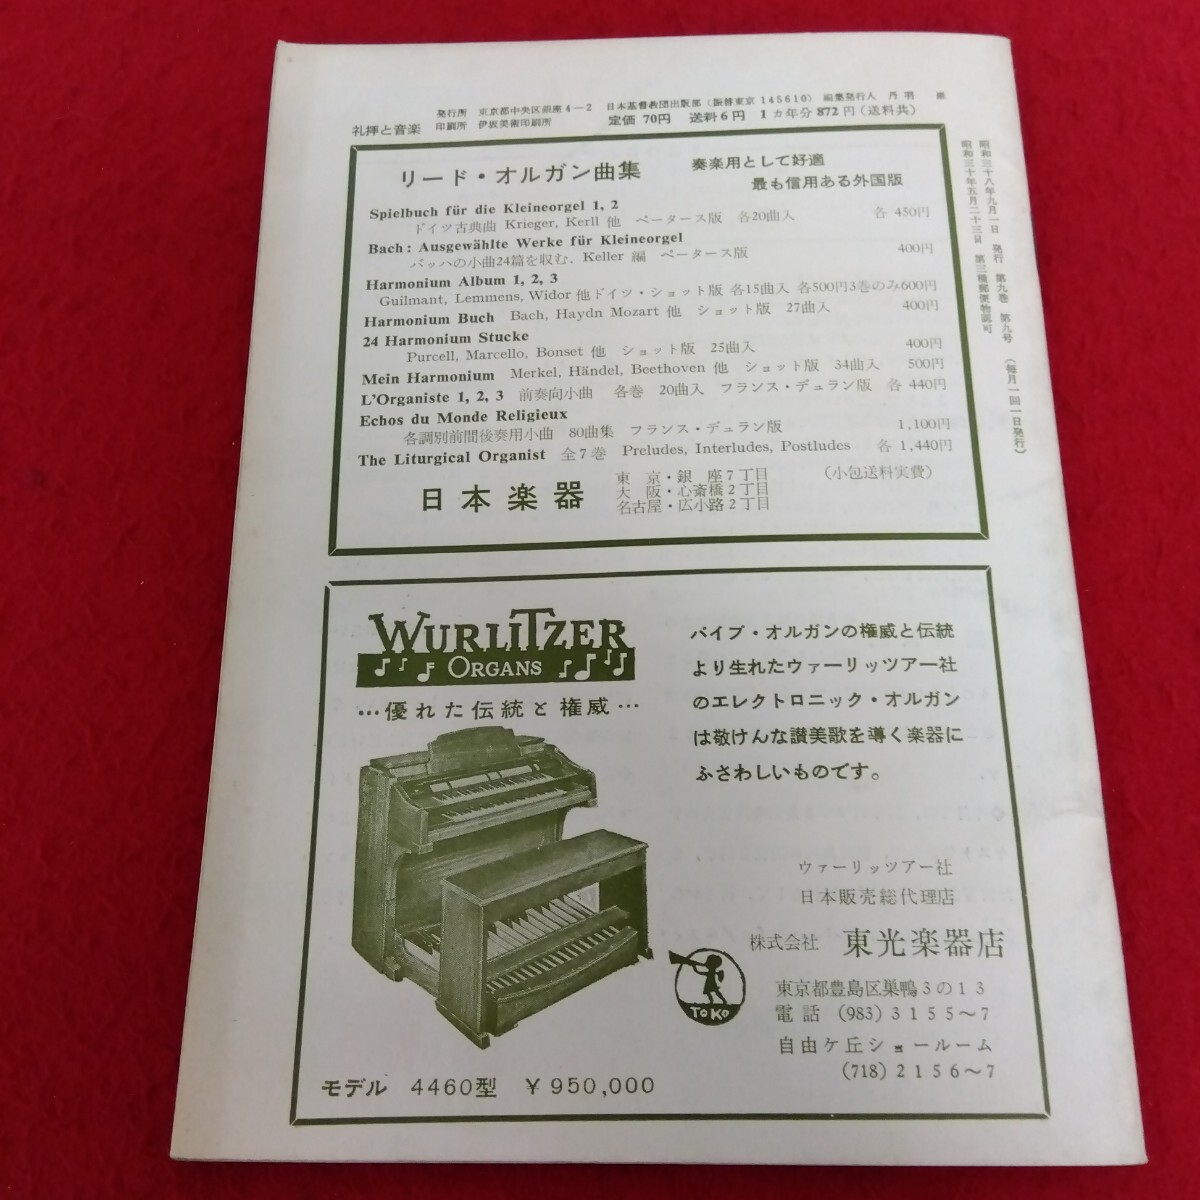 礼拝と音楽
発行所 東京都中央区銀座4—2 日本基督教団出版部 (振替東京 145610) 編集発行人 丹羽
印刷所 伊坂美術印刷所 定価 70円 送料6円 1カ年分872円(送料共)
昭和三十八年九月一日 発行 第九巻 第九号 (毎月一回一日発行)
昭和三十年五月二十三日 第三種郵便物認可
リード・オルガン曲集 奏楽用として好適
最も信用ある外国版
Spielbuch für die Kleineorgel 1, 2
ドイツ古典曲 Krieger, Kerll 他 ペータース版 各20曲入 各 450円
Bach: Ausgewählte Werke für Kleineorgel
バッハの小曲24篇を収む、Keller 編 ペータース版 400円
Harmonium Album 1, 2, 3
Guilmant, Lemmens, Widor 他ドイツ・ショット版 各15曲入 各500円3巻のみ600円
Harmonium Buch Bach, Haydn Mozart 他 ショット版 27曲入 400円
24 Harmonium Stucke
Purcell, Marcello, Bonset 他 ショット版 25曲入 400円
Mein Harmonium Merkel, Händel, Beethoven 他 ショット版 34曲入 500円
L'Organiste 1, 2, 3 前奏向小曲 各巻 20曲入 フランス・デュラン版 各 440円
Echos du Monde Religieux
各調別前間後奏用小曲 80曲集 フランス・デュラン版 1,100円
The Liturgical Organist 全7巻 Preludes, Interludes, Postludes 各 1,440円
(小包送料実費)
日本楽器
東京・銀座7丁目
大阪・心斎橋2丁目
名古屋・広小路2丁目
WURLITZER
ORGANS
…優れた伝統と権威…
パイプ・オルガンの権威と伝統
より生れたウァーリッツアー社
のエレクトロニック・オルガン
は敬けんな讃美歌を導く楽器に
ふさわしいものです。
ウァーリッツアー社
日本販売総代理店
株式会社 東光楽器店
TOKO
東京都豊島区巣鴨3の13
電話 (983) 3155〜7
自由ケ丘ショールーム
(718) 2156〜7
モデル 4460型 ¥950,000